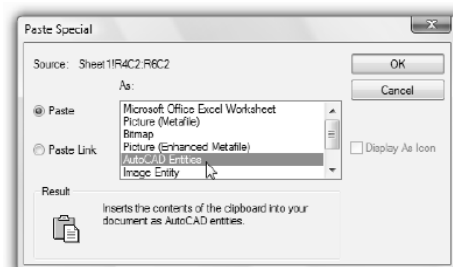 Paste Special
Source: Sheet1!R4C2:R6C2
As:
Paste
Paste Link
Microsoft Office Excel Worksheet
Picture (Metafile)
Bitmap
Picture (Enhanced Metafile)
AutoCAD Entities
Image Entity
OK
Cancel
Display As Icon
Result
Inserts the contents of the clipboard into your
document as AutoCAD entities.